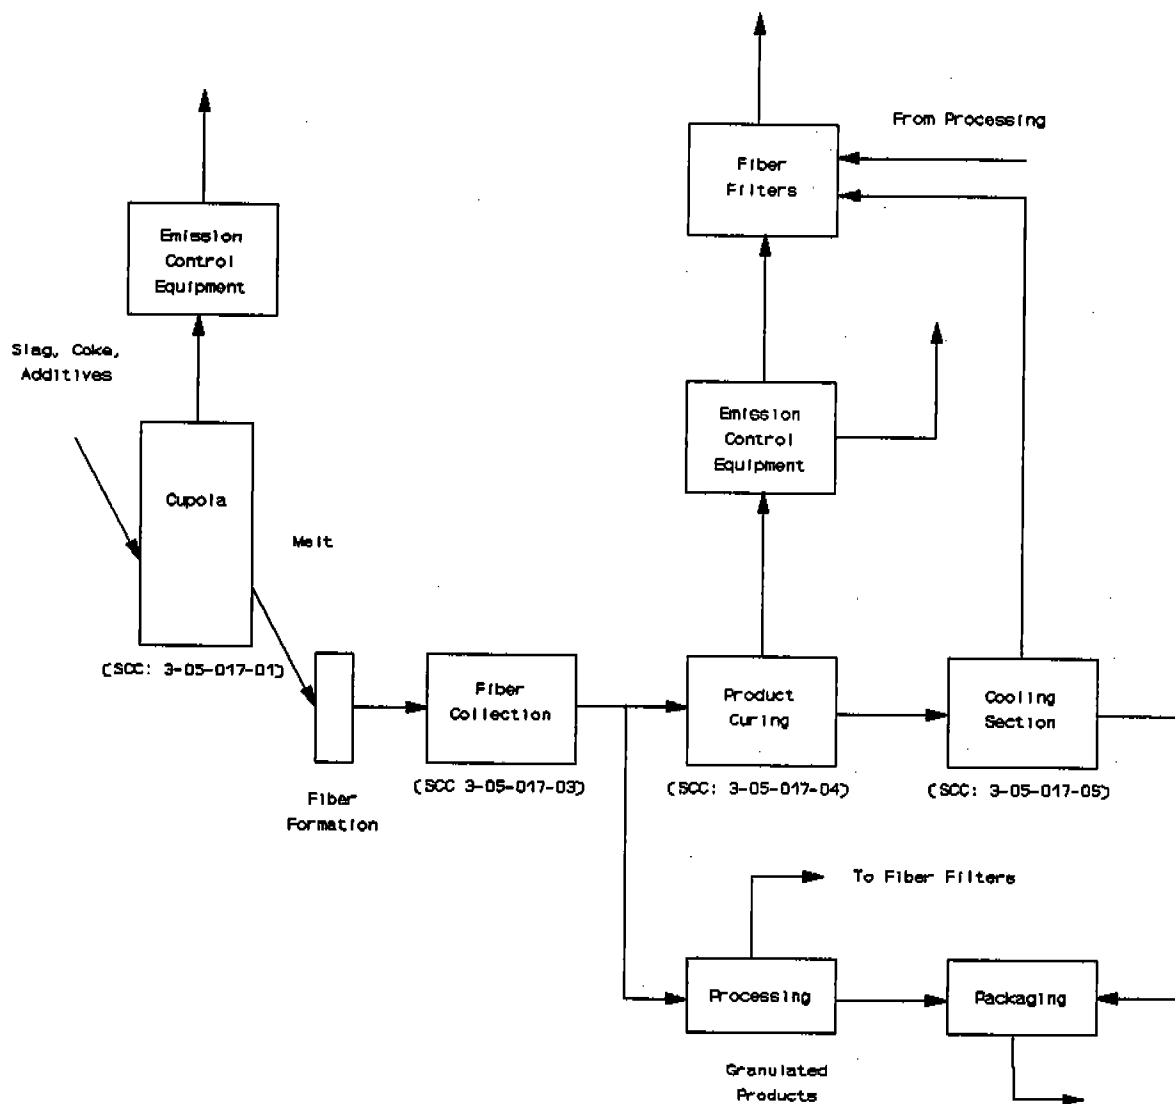 From Processing
Fiber
Filters
Emission
Control
Equipment
Slag, Coke,
Additives
Emission
Control
Equipment
Cupola
Melt
(SCC: 3-05-017-01)
Fiber
Collection
Product
Curing
Cooling
Section
(SCC 3-05-017-03)
(SCC: 3-05-017-04)
(SCC: 3-05-017-05)
Fiber
Formation
To Fiber Filters
Processing
Packaging
Granulated
Products